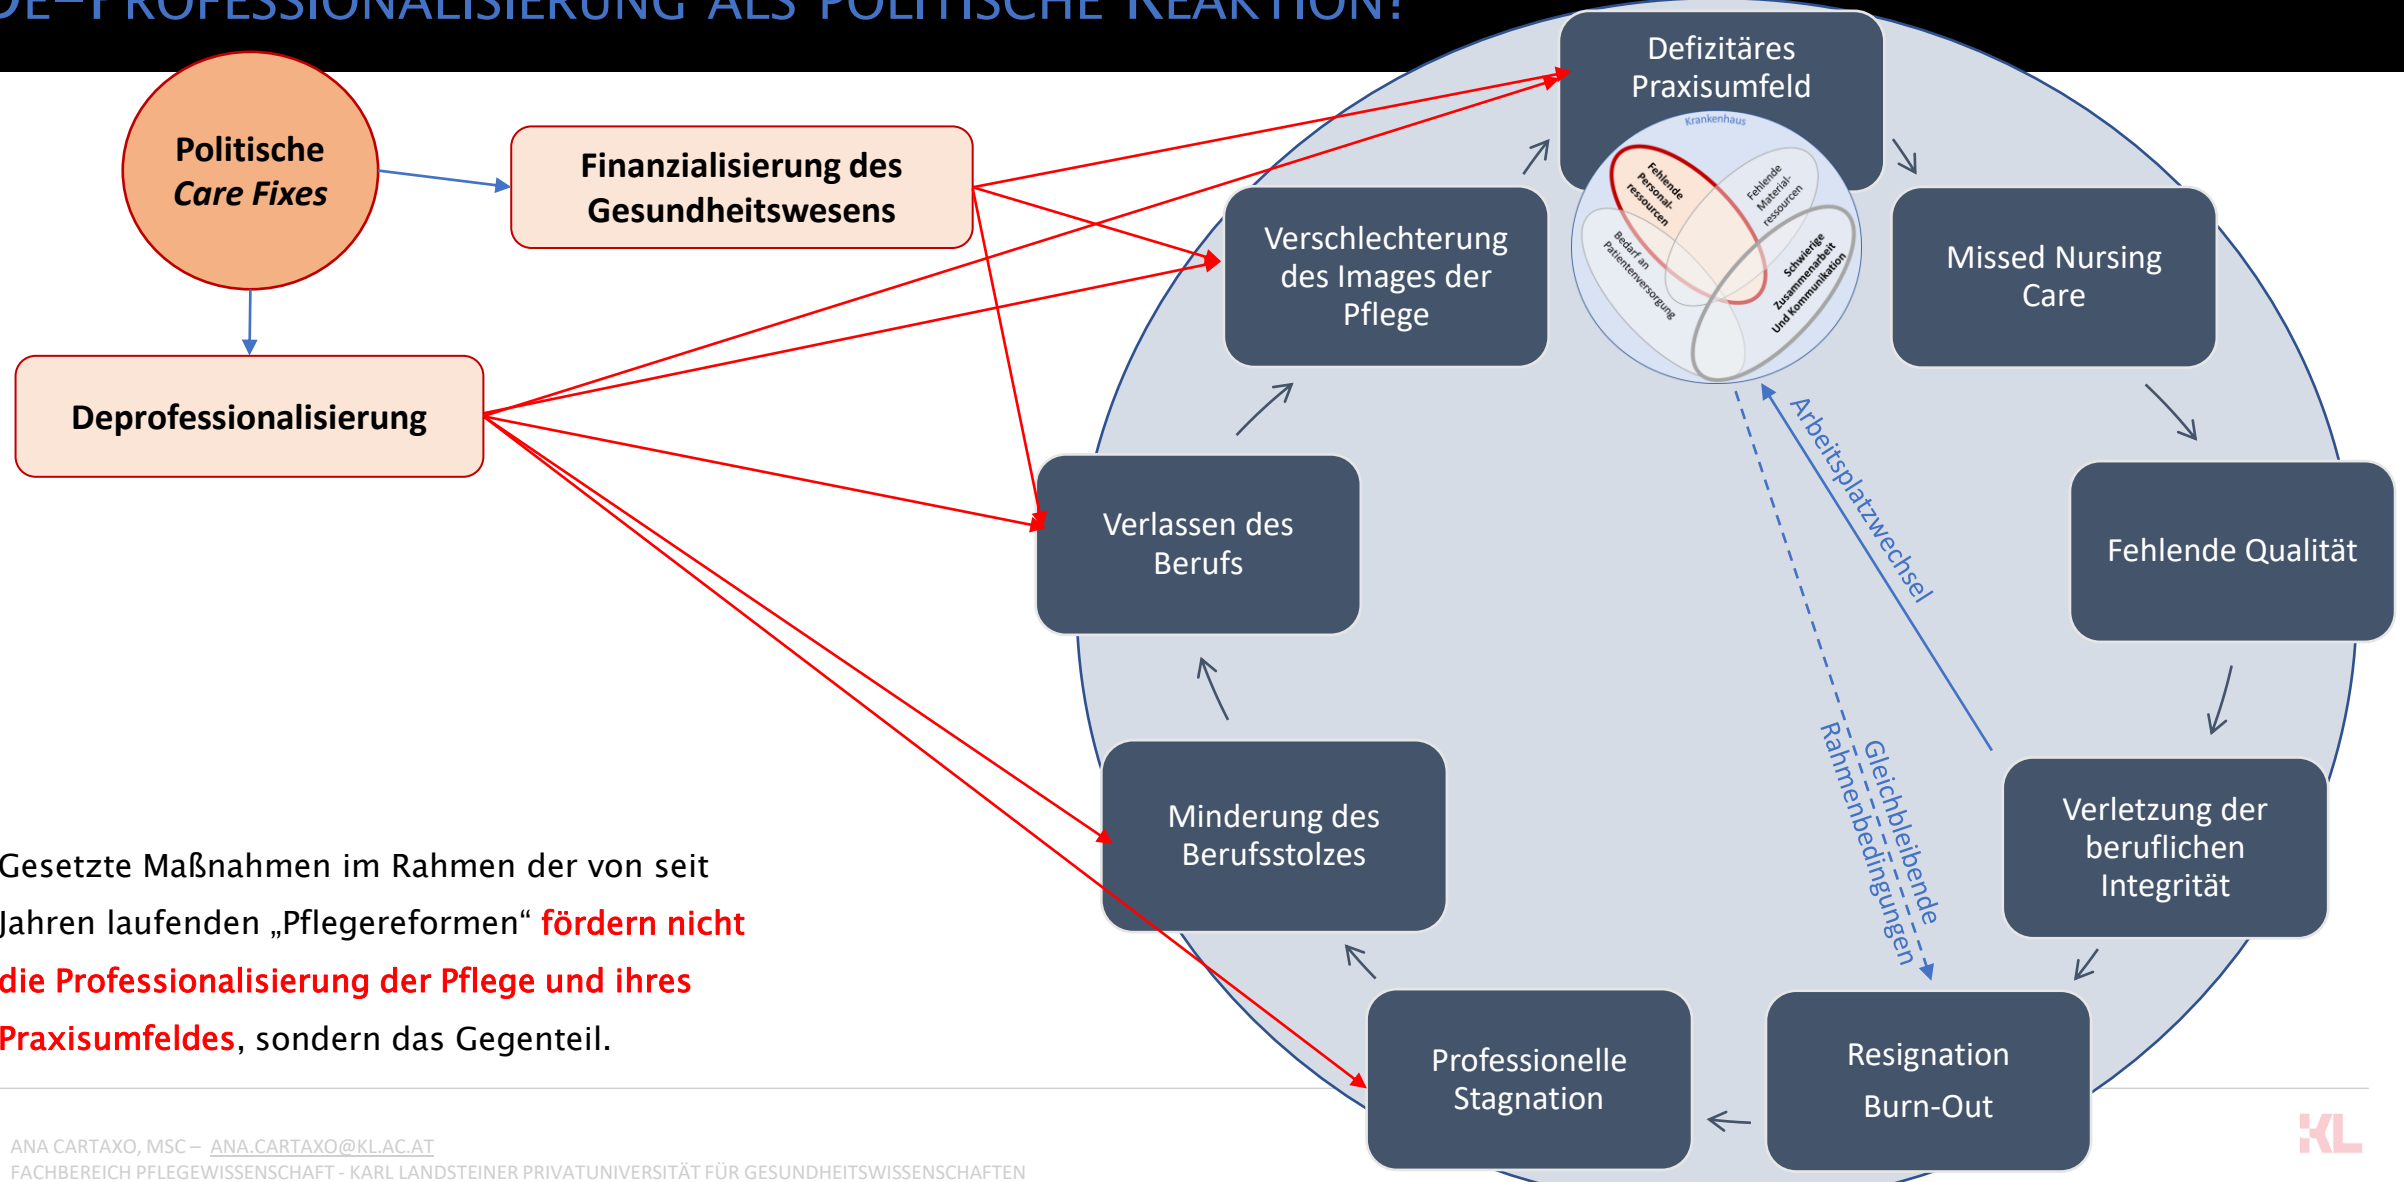 DE–PROFESSIONALISIERUNG ALS POLITISCHE REAKTION?
Politische
Care Fixes
Finanzialisierung des
Gesundheitswesens
Deprofessionalisierung
Defizitäres
Praxisumfeld
Krankenhaus
Fehlende
Personal-
ressourcen
Fehlende
Material-
ressourcen
Bedarf an
Patientenversorgung
Schwierige
Zusammenarbeit
Und Kommunikation
Missed Nursing
Care
Fehlende Qualität
Verletzung der
beruflichen
Integrität
Resignation
Burn-Out
Professionelle
Stagnation
Minderung des
Berufsstolzes
Verlassen des
Berufs
Verschlechterung
des Images der
Pflege
Arbeitsplatzwechsel
Gleichbleibende
Rahmenbedingungen
Gesetzte Maßnahmen im Rahmen der von seit
Jahren laufenden „Pflegereformen“ fördern nicht
die Professionalisierung der Pflege und ihres
Praxisumfeldes, sondern das Gegenteil.
ANA CARTAXO, MSC – ANA.CARTAXO@KL.AC.AT
FACHBEREICH PFLEGEWISSENSCHAFT - KARL LANDSTEINER PRIVATUNIVERSITÄT FÜR GESUNDHEITSWISSENSCHAFTEN
KL